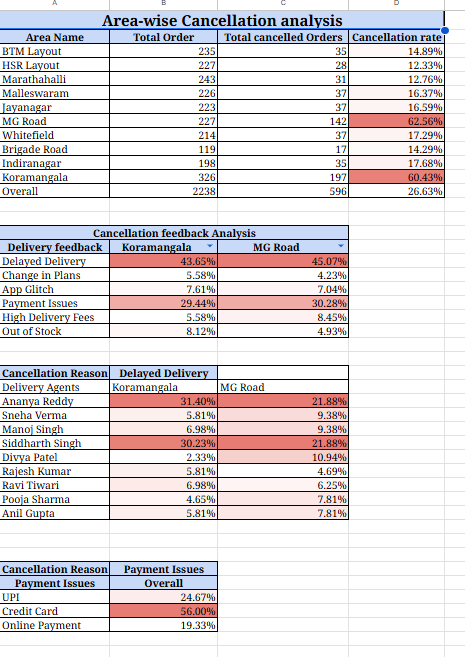 A B C D
Area-wise Cancellation analysis
Area Name Total Order Total cancelled Orders Cancellation rate
BTM Layout 235 35 14.89%
HSR Layout 227 28 12.33%
Marathahalli 243 31 12.76%
Malleswaram 226 37 16.37%
Jayanagar 223 37 16.59%
MG Road 227 142 62.56%
Whitefield 214 37 17.29%
Brigade Road 119 17 14.29%
Indiranagar 198 35 17.68%
Koramangala 326 197 60.43%
Overall 2238 596 26.63%
Cancellation feedback Analysis
Delivery feedback Koramangala MG Road
Delayed Delivery 43.65% 45.07%
Change in Plans 5.58% 4.23%
App Glitch 7.61% 7.04%
Payment Issues 29.44% 30.28%
High Delivery Fees 5.58% 8.45%
Out of Stock 8.12% 4.93%
Cancellation Reason Delayed Delivery
Delivery Agents Koramangala MG Road
Ananya Reddy 31.40% 21.88%
Sneha Verma 5.81% 9.38%
Manoj Singh 6.98% 9.38%
Siddharth Singh 30.23% 21.88%
Divya Patel 2.33% 10.94%
Rajesh Kumar 5.81% 4.69%
Ravi Tiwari 6.98% 6.25%
Pooja Sharma 4.65% 7.81%
Anil Gupta 5.81% 7.81%
Cancellation Reason Payment Issues
Payment Issues Overall
UPI 24.67%
Credit Card 56.00%
Online Payment 19.33%